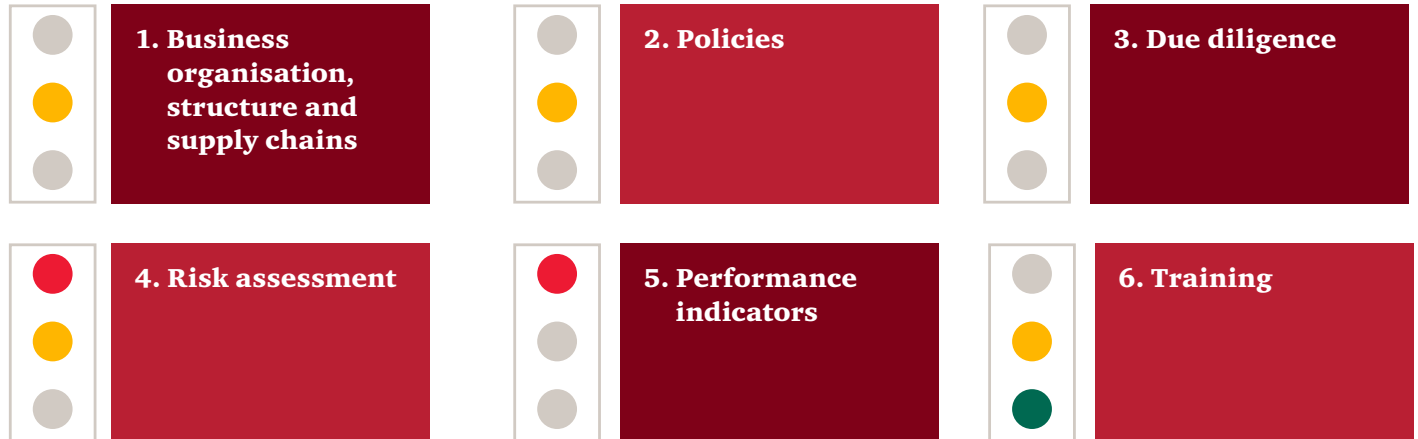 1. Business
organisation,
structure and
supply chains
2. Policies
3. Due diligence
4. Risk assessment
5. Performance
indicators
6. Training